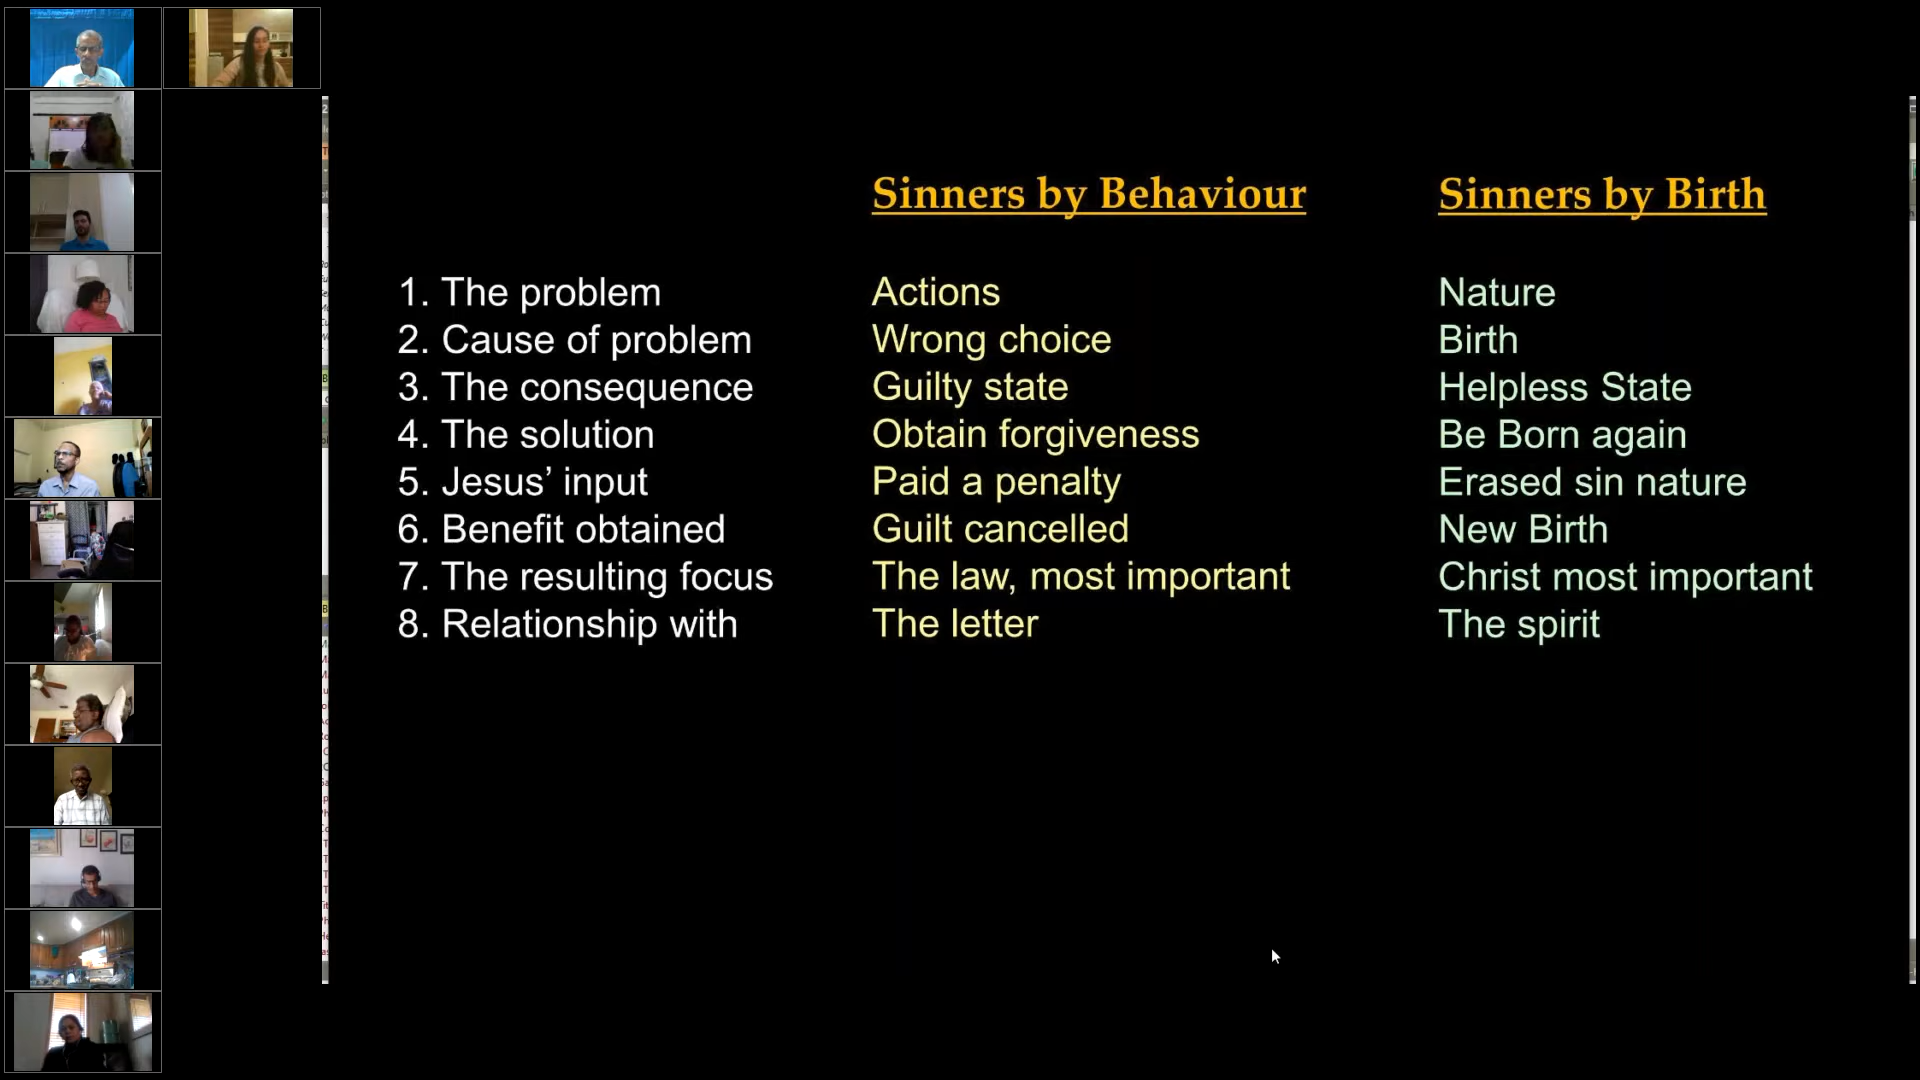 Sinners by Behaviour Sinners by Birth
1. The problem Actions Nature
2. Cause of problem Wrong choice Birth
3. The consequence Guilty state Helpless State
4. The solution Obtain forgiveness Be Born again
5. Jesus’ input Paid a penalty Erased sin nature
6. Benefit obtained Guilt cancelled New Birth
7. The resulting focus The law, most important Christ most important
8. Relationship with The letter The spirit